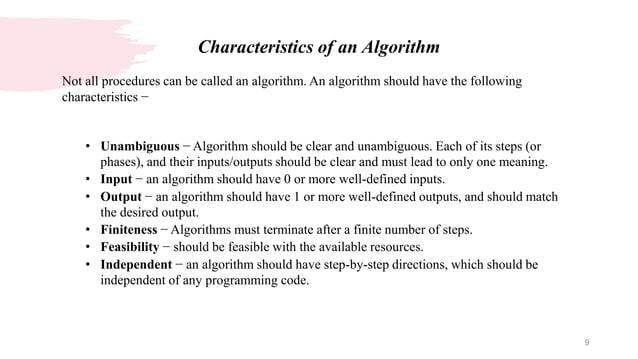 Characteristics of an Algorithm
Not all procedures can be called an algorithm. An algorithm should have the following
characteristics −
• Unambiguous − Algorithm should be clear and unambiguous. Each of its steps (or
phases), and their inputs/outputs should be clear and must lead to only one meaning.
• Input − an algorithm should have 0 or more well-defined inputs.
• Output − an algorithm should have 1 or more well-defined outputs, and should match
the desired output.
• Finiteness − Algorithms must terminate after a finite number of steps.
• Feasibility − should be feasible with the available resources.
• Independent − an algorithm should have step-by-step directions, which should be
independent of any programming code.
9